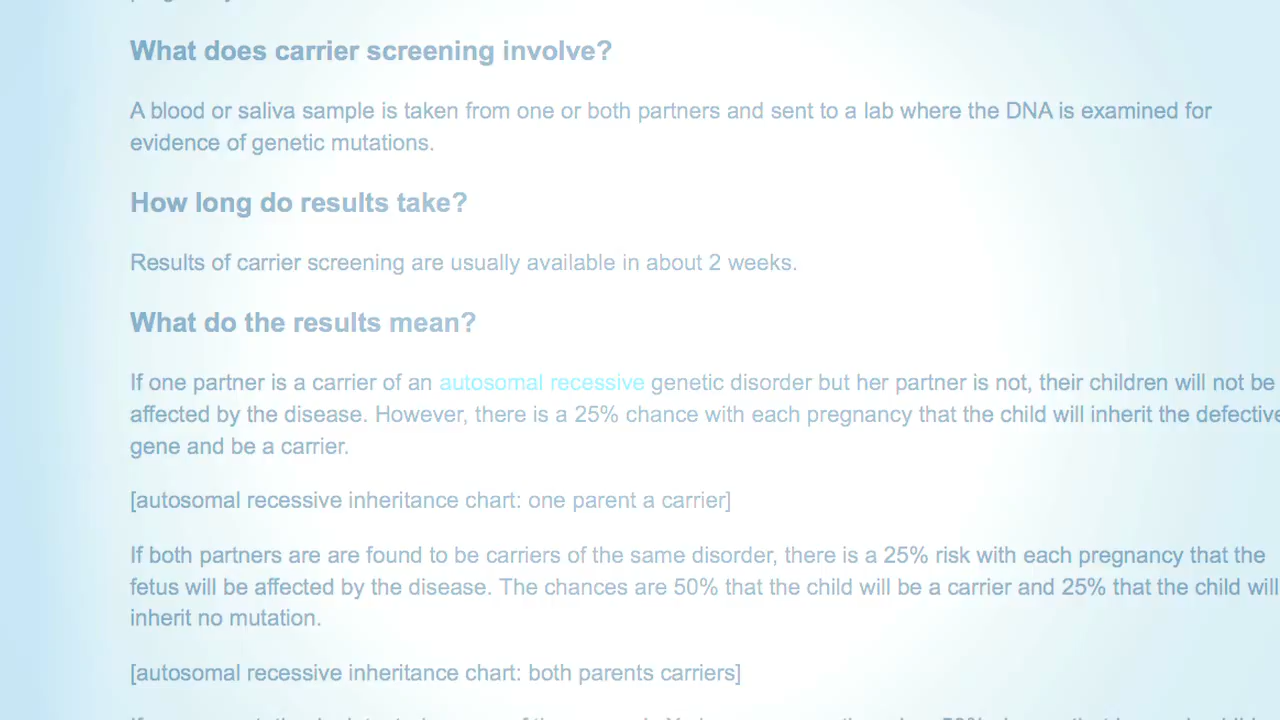 What does carrier screening involve?
A blood or saliva sample is taken from one or both partners and sent to a lab where the DNA is examined for
evidence of genetic mutations.
How long do results take?
Results of carrier screening are usually available in about 2 weeks.
What do the results mean?
If one partner is a carrier of an autosomal recessive genetic disorder but her partner is not, their children will not be
affected by the disease. However, there is a 25% chance with each pregnancy that the child will inherit the defective
gene and be a carrier.
[autosomal recessive inheritance chart: one parent a carrier]
If both partners are are found to be carriers of the same disorder, there is a 25% risk with each pregnancy that the
fetus will be affected by the disease. The chances are 50% that the child will be a carrier and 25% that the child will
inherit no mutation.
[autosomal recessive inheritance chart: both parents carriers]